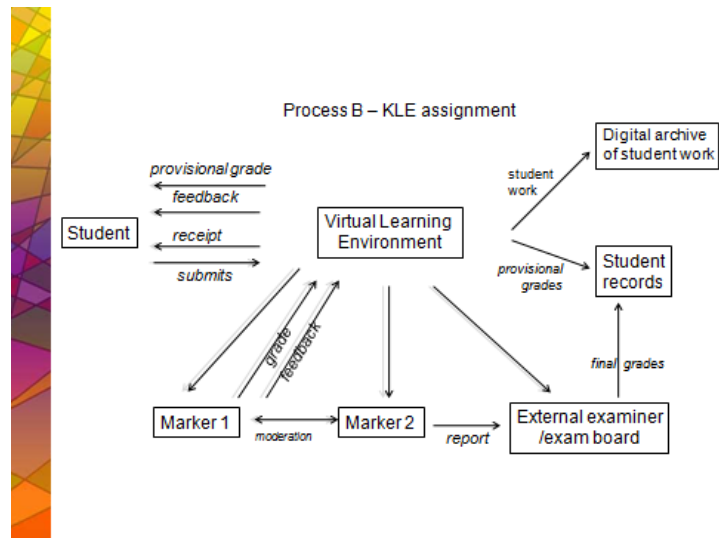 Process B – KLE assignment
Digital archive
of student work
student
work
provisional grade
feedback
receipt
submits
Student
Virtual Learning
Environment
provisional
grades
Student
records
grade
feedback
final grades
Marker 1
moderation
Marker 2
report
External examiner
/exam board